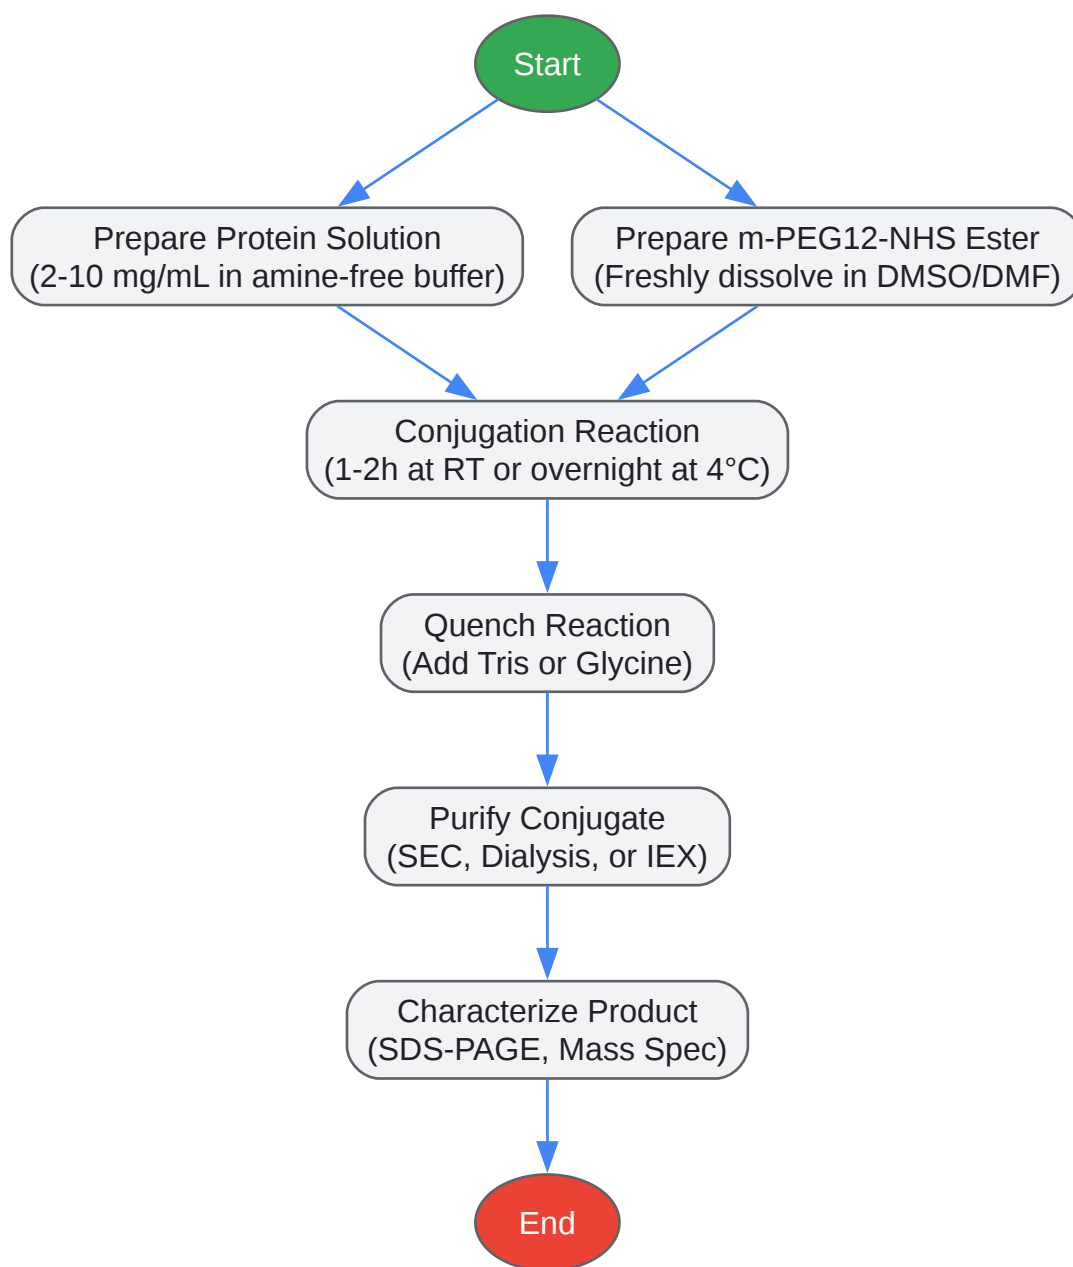 Start
Prepare Protein Solution
(2-10 mg/mL in amine-free buffer)
Prepare m-PEG12-NHS Ester
(Freshly dissolve in DMSO/DMF)
Conjugation Reaction
(1-2h at RT or overnight at 4°C)
Quench Reaction
(Add Tris or Glycine)
Purify Conjugate
(SEC, Dialysis, or IEX)
Characterize Product
(SDS-PAGE, Mass Spec)
End